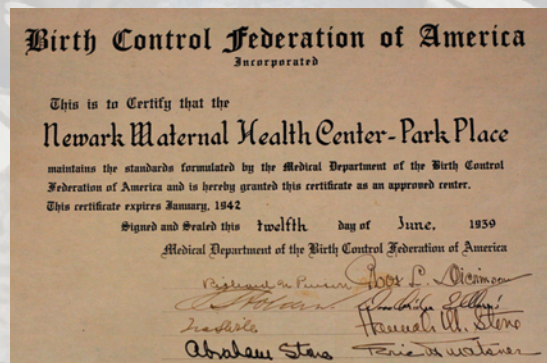 Birth Control Federation of America
Incorporated
This is to Certify that the
Newark Maternal Health Center-Park Place
maintains the standards formulated by the Medical Department of the Birth Control
Federation of America and is hereby granted this certificate as an approved center.
This certificate expires January, 1942
Signed and Sealed this twelfth day of June, 1939
Medical Department of the Birth Control Federation of America
Hannah M. Stone
Abraham Stone